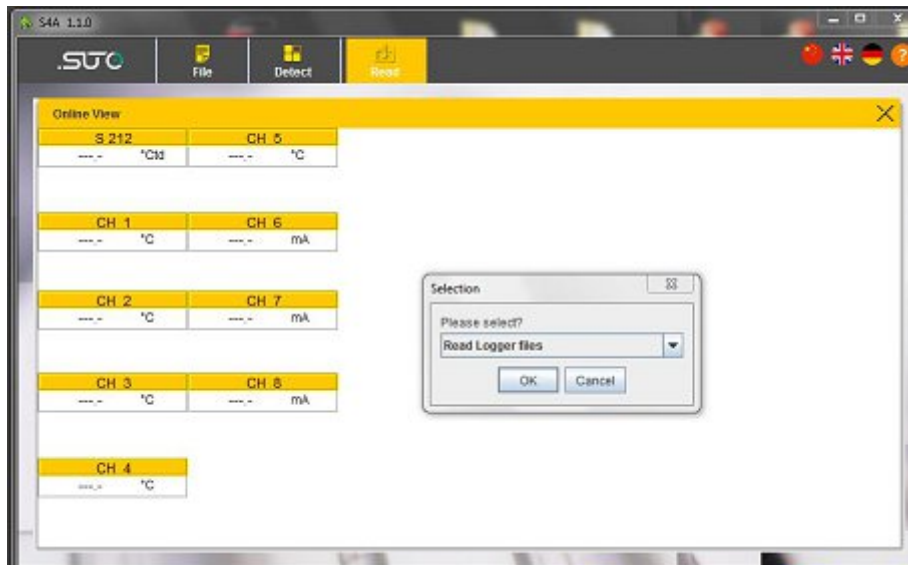 S4A 1.1.0
.SUTO
File
Detect
Read
?
Online View
S 212
CH 5
---.- °Ctd
---.- °C
CH 1
CH 6
---.- °C
---.- mA
CH 2
CH 7
---.- °C
---.- mA
CH 3
CH 8
---.- °C
---.- mA
CH 4
---.- °C
Selection
Please select?
Read Logger files
OK
Cancel